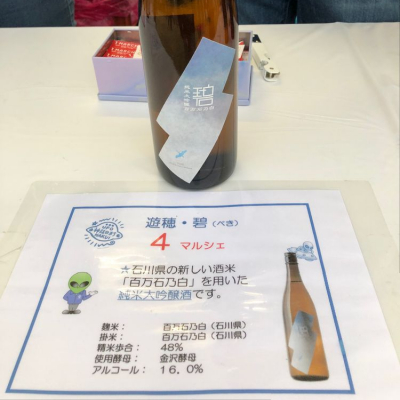 碧
遊穂・碧(べき)
4 マルシェ
★石川県の新しい酒米
「百万石乃白」を用いた
純米大吟醸酒です。
麹米： 百万石乃白（石川県）
掛米： 百万石乃白（石川県）
精米歩合： 48%
使用酵母： 金沢酵母
アルコール： 16．0%